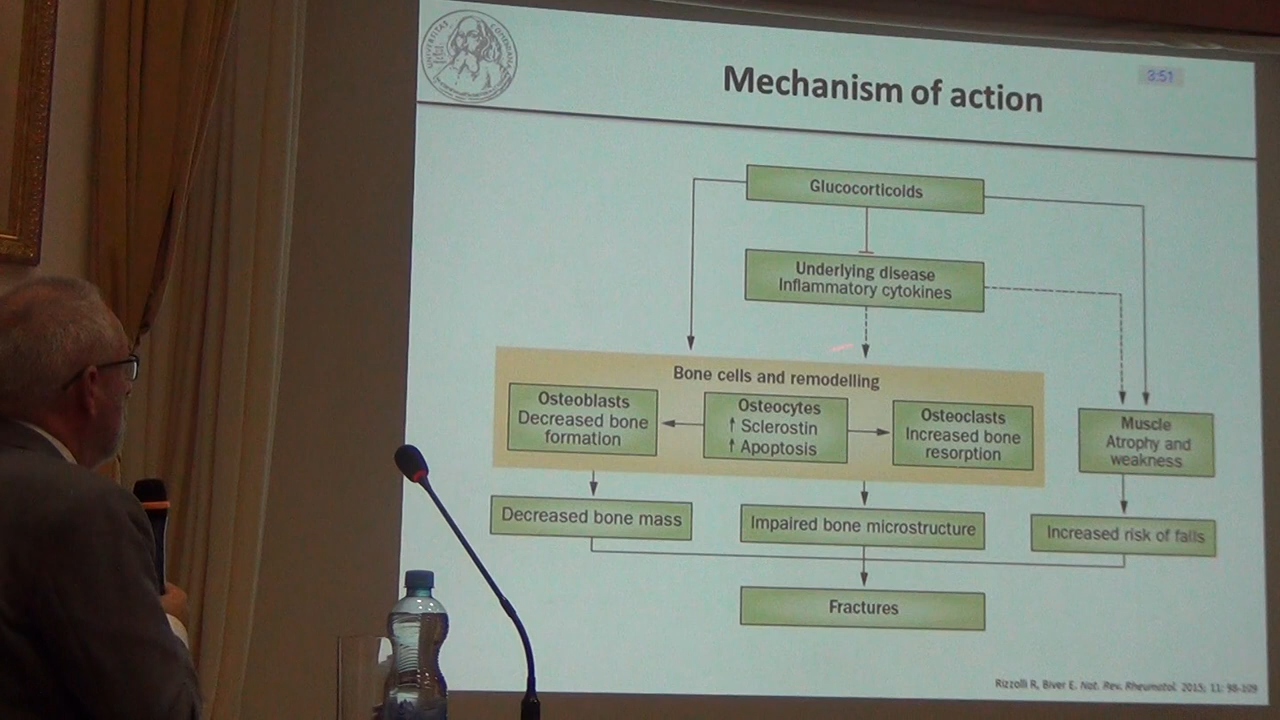 Mechanism of action
3:51
Glucocorticoids
Underlying disease
Inflammatory cytokines
Bone cells and remodelling
Osteoblasts
Decreased bone
formation
Osteocytes
↑ Sclerostin
↑ Apoptosis
Osteoclasts
Increased bone
resorption
Muscle
Atrophy and
weakness
Decreased bone mass
Impaired bone microstructure
Increased risk of falls
Fractures
Rizzolli R, Biver E. Nat. Rev. Rheumatol. 2015; 11: 98-109